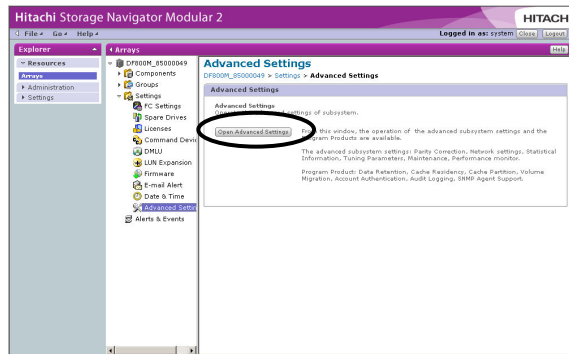 Hitachi Storage Navigator Modular 2
HITACH
File Go Help
Logged in as: system Close Logout
Explorer
Arrays
Help
Resources
Arrays
Administration
Settings
DF800M_85000049
Components
Groups
Settings
FC Settings
Spare Drives
Licenses
Command Devi
DMLU
LUN Expansion
Firmware
E-mail Alert
Date & Time
Advanced Settin
Alerts & Events
Advanced Settings
DF800M_85000049 > Settings > Advanced Settings
Advanced Settings
Advanced Settings
settings of subsystem.
Open Advanced Settings
From this window, the operation of the advanced subsystem settings and the
Program Products are available.
The advanced subsystem settings: Parity Correction, Network settings, Statistical
Information, Tuning Parameters, Maintenance, Performance monitor.
Program Product: Data Retention, Cache Residency, Cache Partition, Volume
Migration, Account Authentication, Audit Logging, SNMP Agent Support.